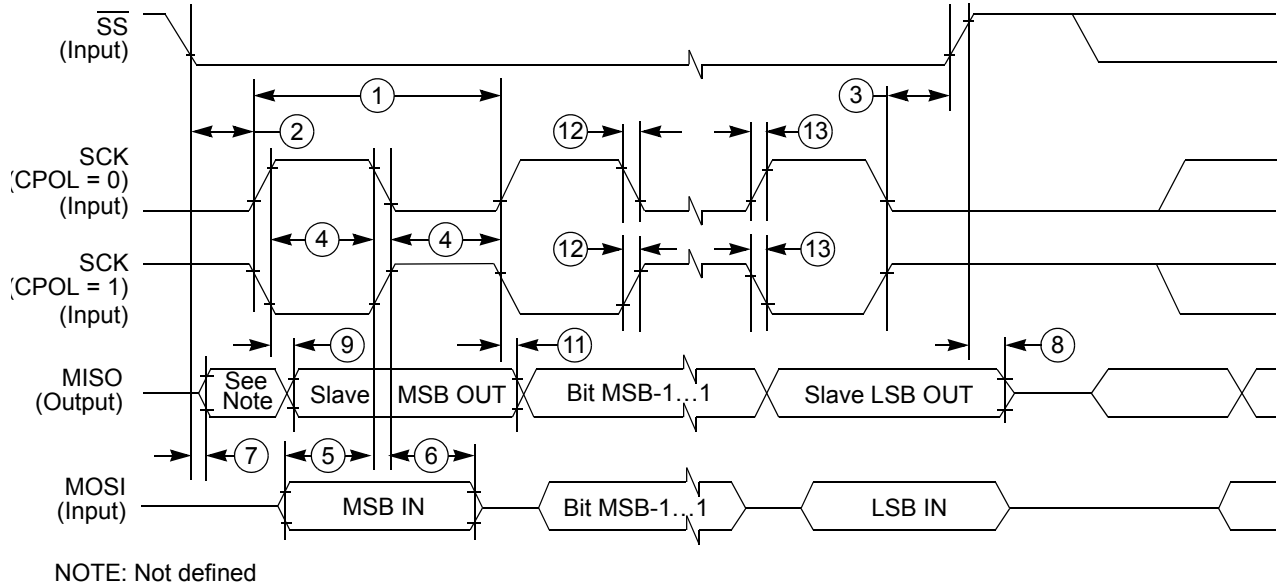 SS
(Input)
1
3
2
12
13
SCK
(CPOL = 0)
(Input)
4
4
12
13
SCK
(CPOL = 1)
(Input)
9
11
8
MISO
(Output)
See
Note
Slave
MSB OUT
Bit MSB-1…1
Slave LSB OUT
7
5
6
MOSI
(Input)
MSB IN
Bit MSB-1…1
LSB IN
NOTE: Not defined